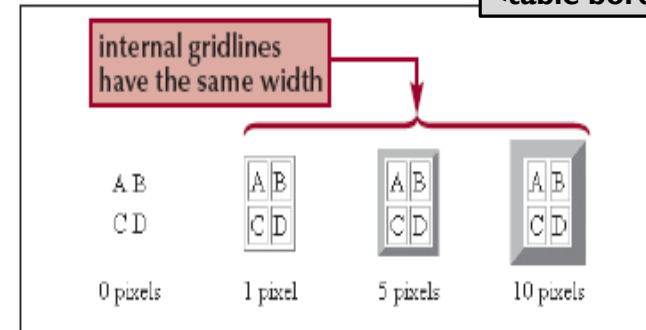 internal gridlines
have the same width
A B A B A B A B
C D C D C D C D
0 pixels 1 pixel 5 pixels 10 pixels